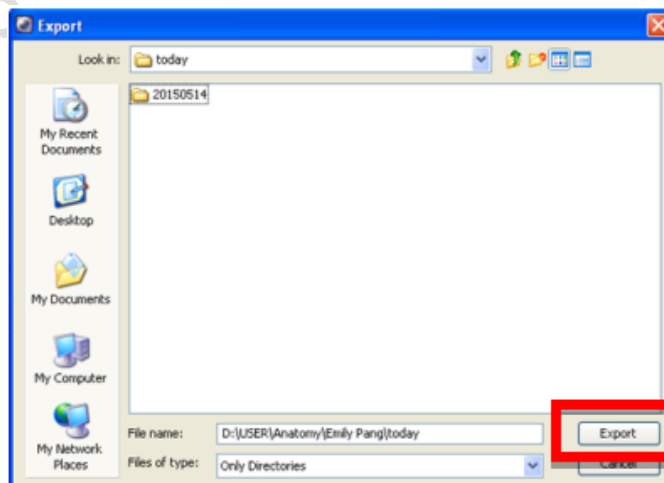 Export
Look in: today
20150514
My Recent
Documents
Desktop
My Documents
My Computer
My Network
Places
File name: D:\USER\Anatomy\Emily Pang\today
Export
Files of type: Only Directories
Cancel